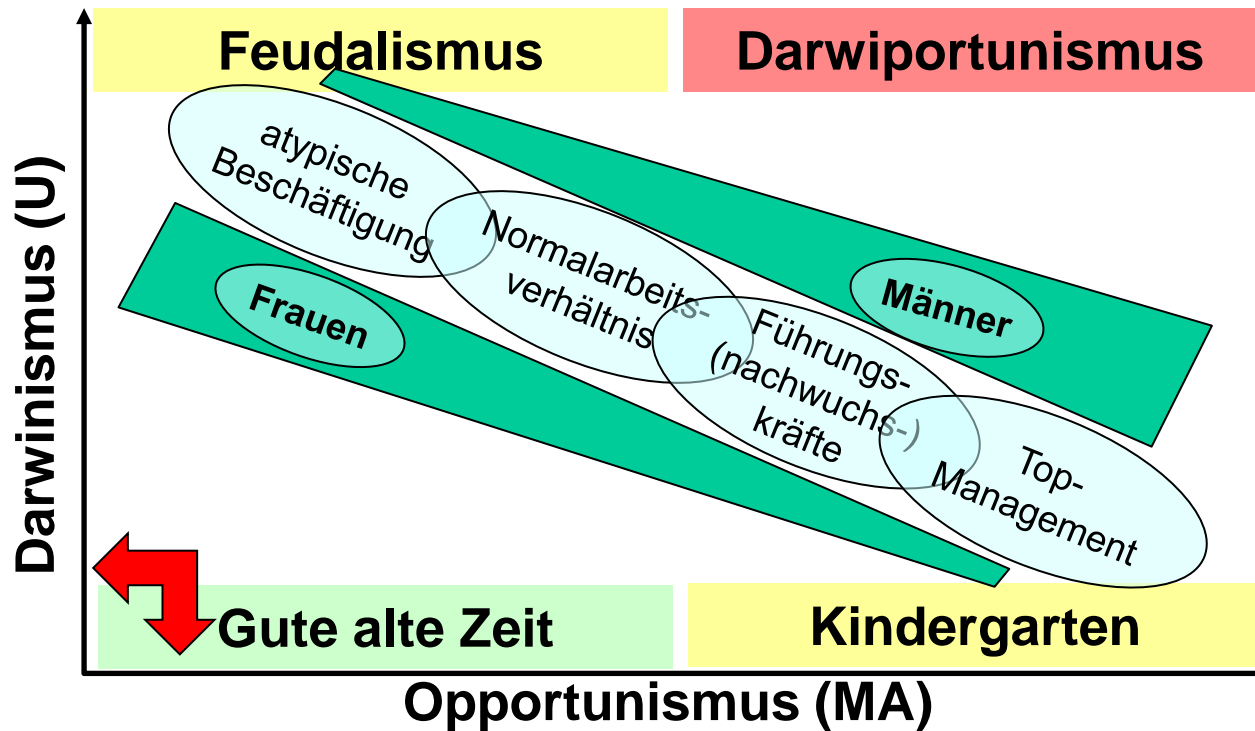 Feudalismus
Darwiportunismus
Darwinismus (U)
atypische
Beschäftigung
Normalarbeits-
verhältnis
Frauen
Männer
Führungs-
(nachwuchs-)
kräfte
Top-
Management
Gute alte Zeit
Kindergarten
Opportunismus (MA)